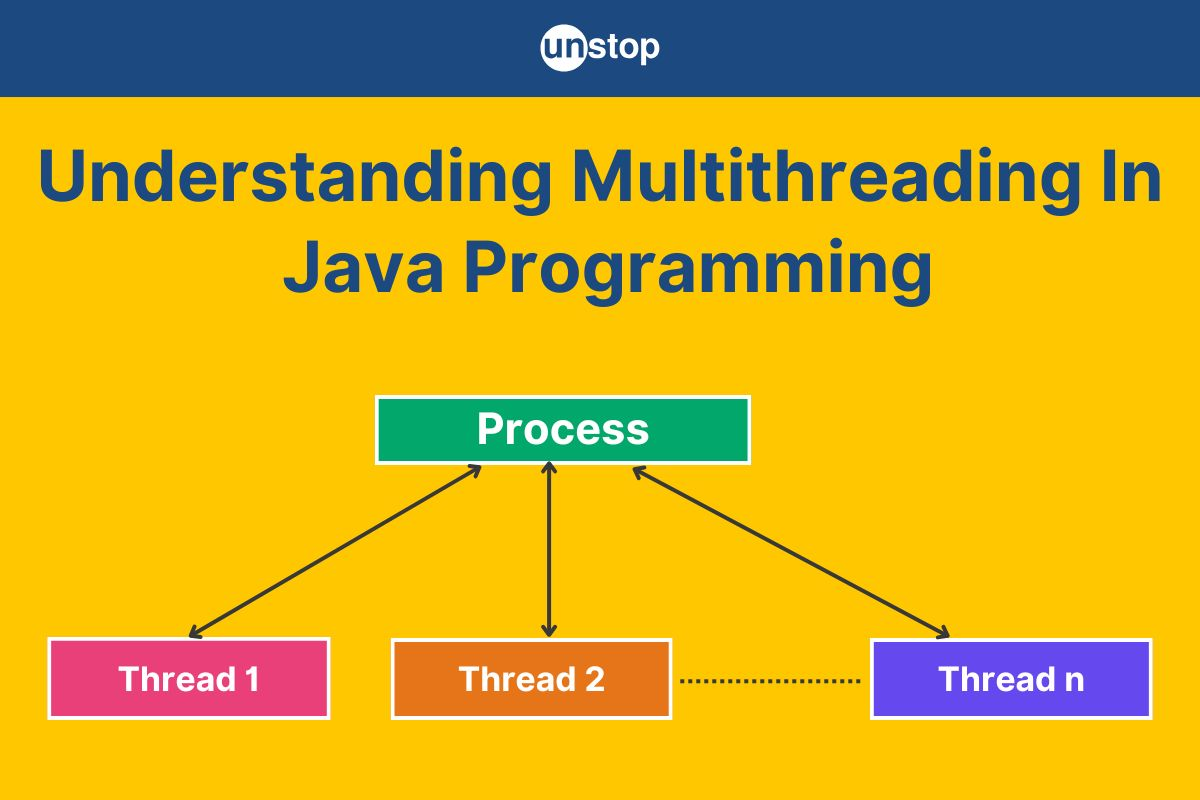 unstop
Understanding Multithreading In
Java Programming
Process
Thread 1
Thread 2
Thread n